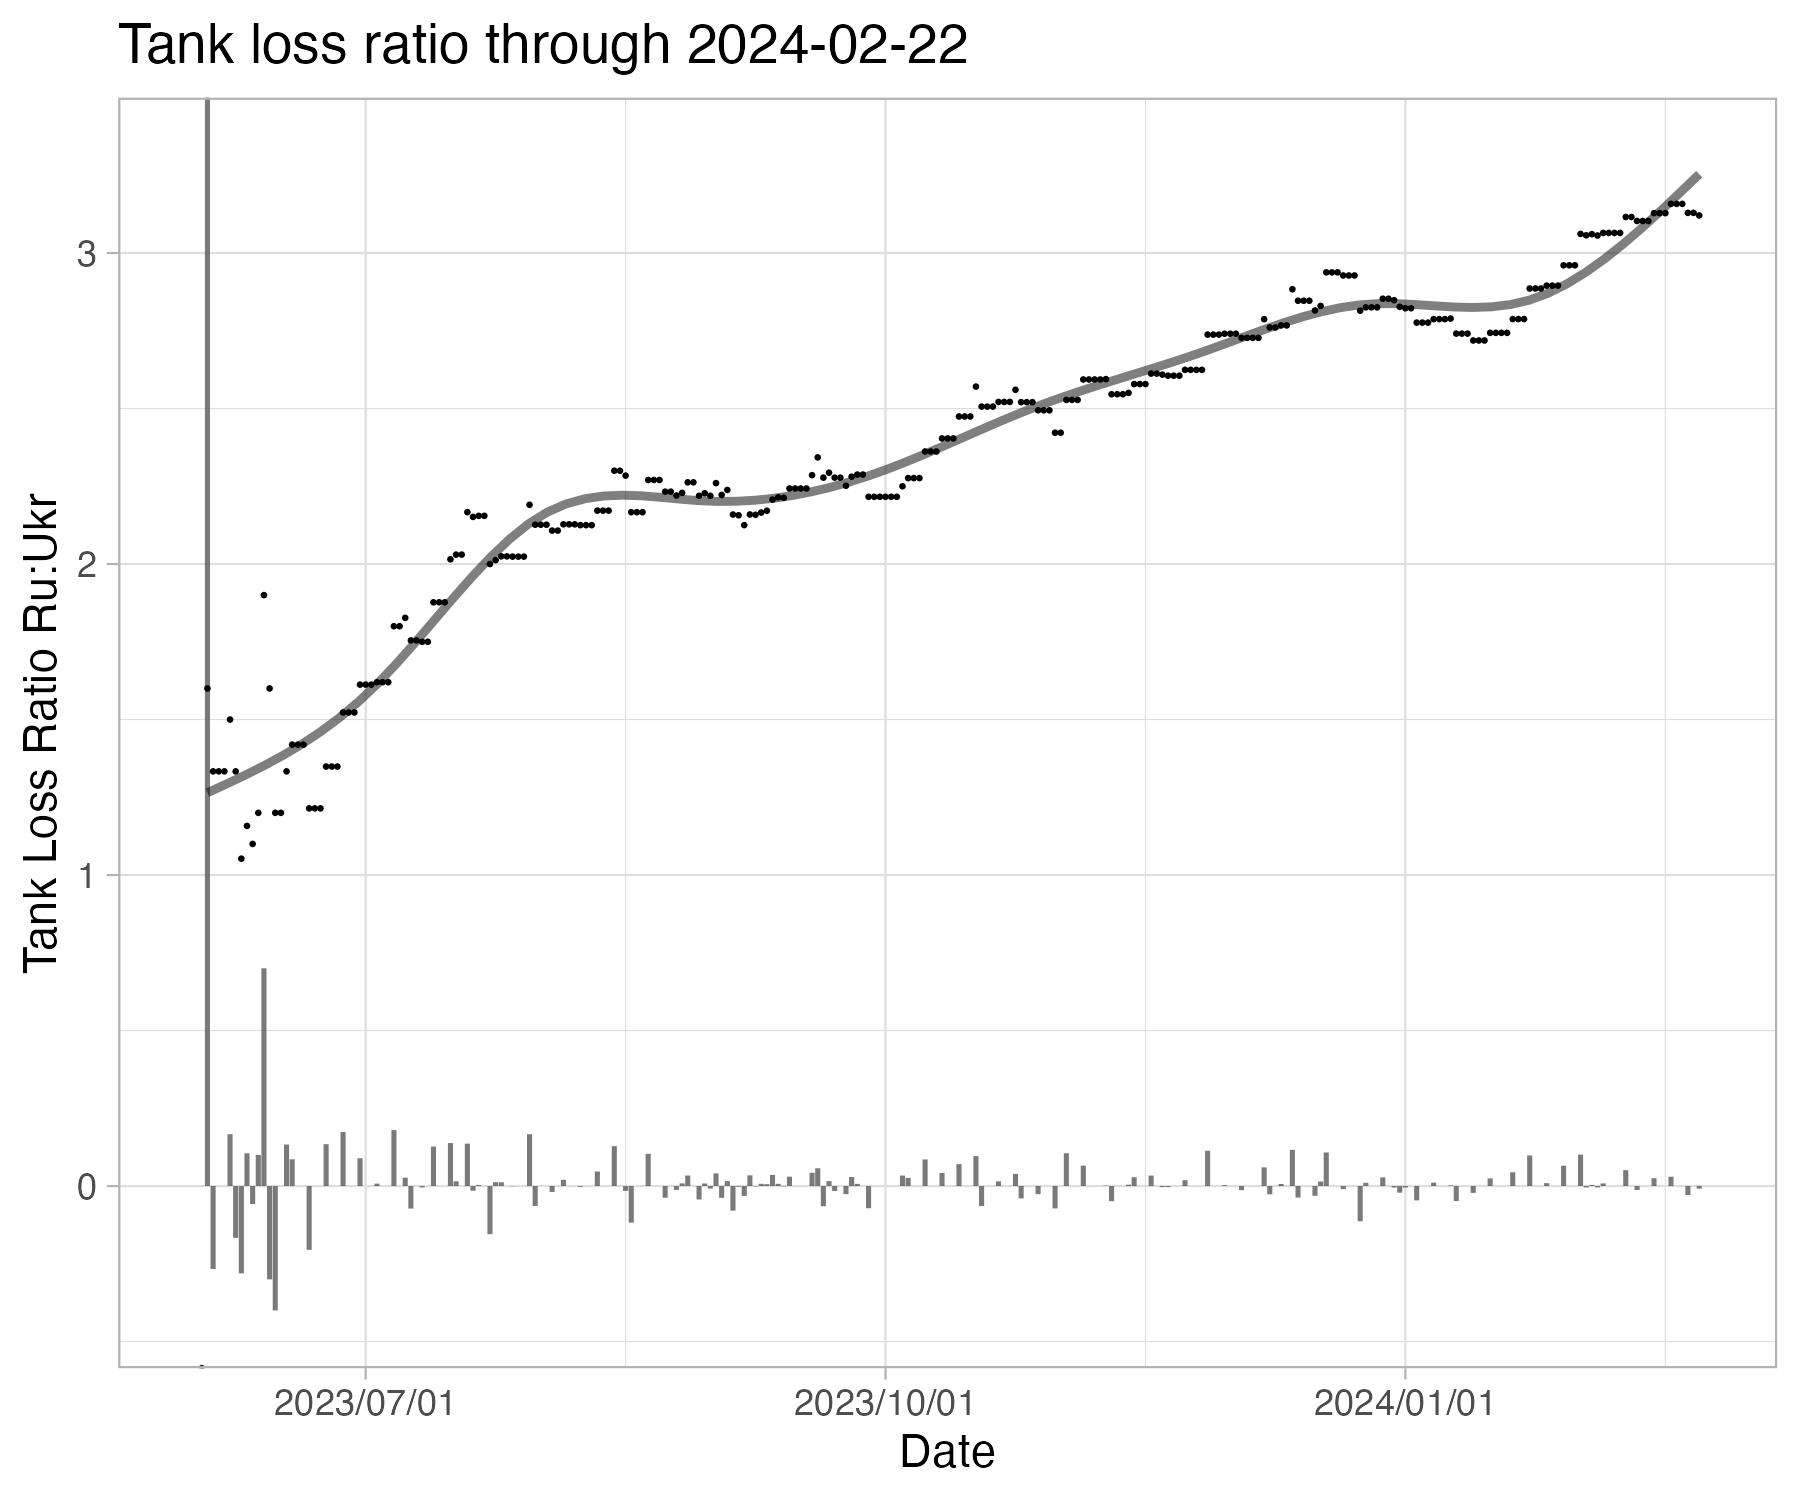 Tank loss ratio through 2024-02-22
Tank Loss Ratio Ru:Ukr
3
2
1
0
2023/07/01
2023/10/01
2024/01/01
Date